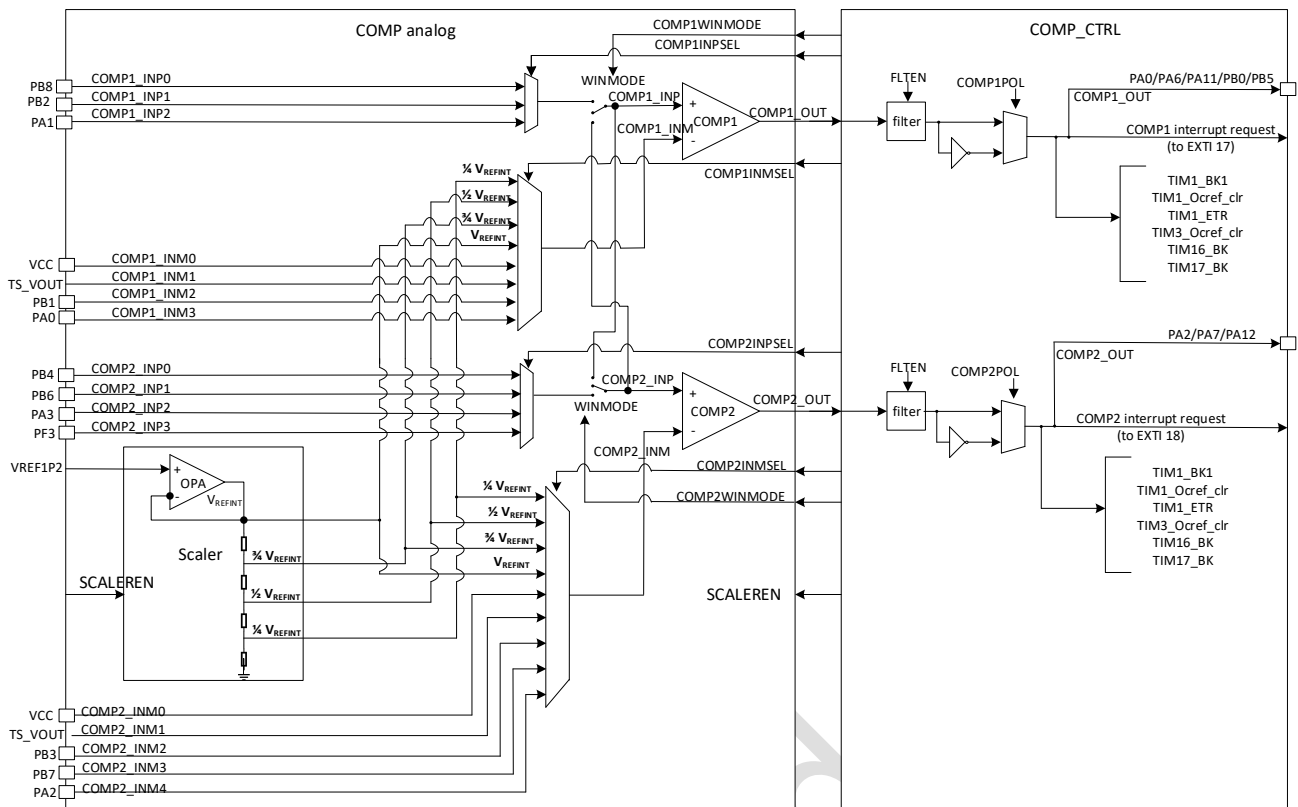 COMP analog
COMP_CTRL
COMP1WINMODE
COMP1INPSEL
WINMODE
PB8 COMP1_INP0
PB2 COMP1_INP1
PA1 COMP1_INP2
COMP1_INP
COMP1_INM
+
COMP1
-
COMP1_OUT
FLTEN
filter
COMP1POL
PA0/PA6/PA11/PB0/PB5
COMP1_OUT
COMP1 interrupt request
(to EXTI 17)
COMP1INMSEL
TIM1_BK1
TIM1_Ocref_clr
TIM1_ETR
TIM3_Ocref_clr
TIM16_BK
TIM17_BK
¼ VREFINT
½ VREFINT
¾ VREFINT
VREFINT
VCC COMP1_INM0
TS_VOUT COMP1_INM1
PB1 COMP1_INM2
PA0 COMP1_INM3
COMP2INPSEL
PB4 COMP2_INP0
PB6 COMP2_INP1
PA3 COMP2_INP2
PF3 COMP2_INP3
COMP2_INP
WINMODE
+
COMP2
-
COMP2_OUT
COMP2_INM
FLTEN
filter
COMP2POL
PA2/PA7/PA12
COMP2_OUT
COMP2 interrupt request
(to EXTI 18)
COMP2INMSEL
COMP2WINMODE
TIM1_BK1
TIM1_Ocref_clr
TIM1_ETR
TIM3_Ocref_clr
TIM16_BK
TIM17_BK
VREF1P2
+
OPA
-
VREFINT
Scaler
¾ VREFINT
½ VREFINT
¼ VREFINT
SCALEREN
¼ VREFINT
½ VREFINT
¾ VREFINT
VREFINT
SCALEREN
VCC COMP2_INM0
TS_VOUT COMP2_INM1
PB3 COMP2_INM2
PB7 COMP2_INM3
PA2 COMP2_INM4